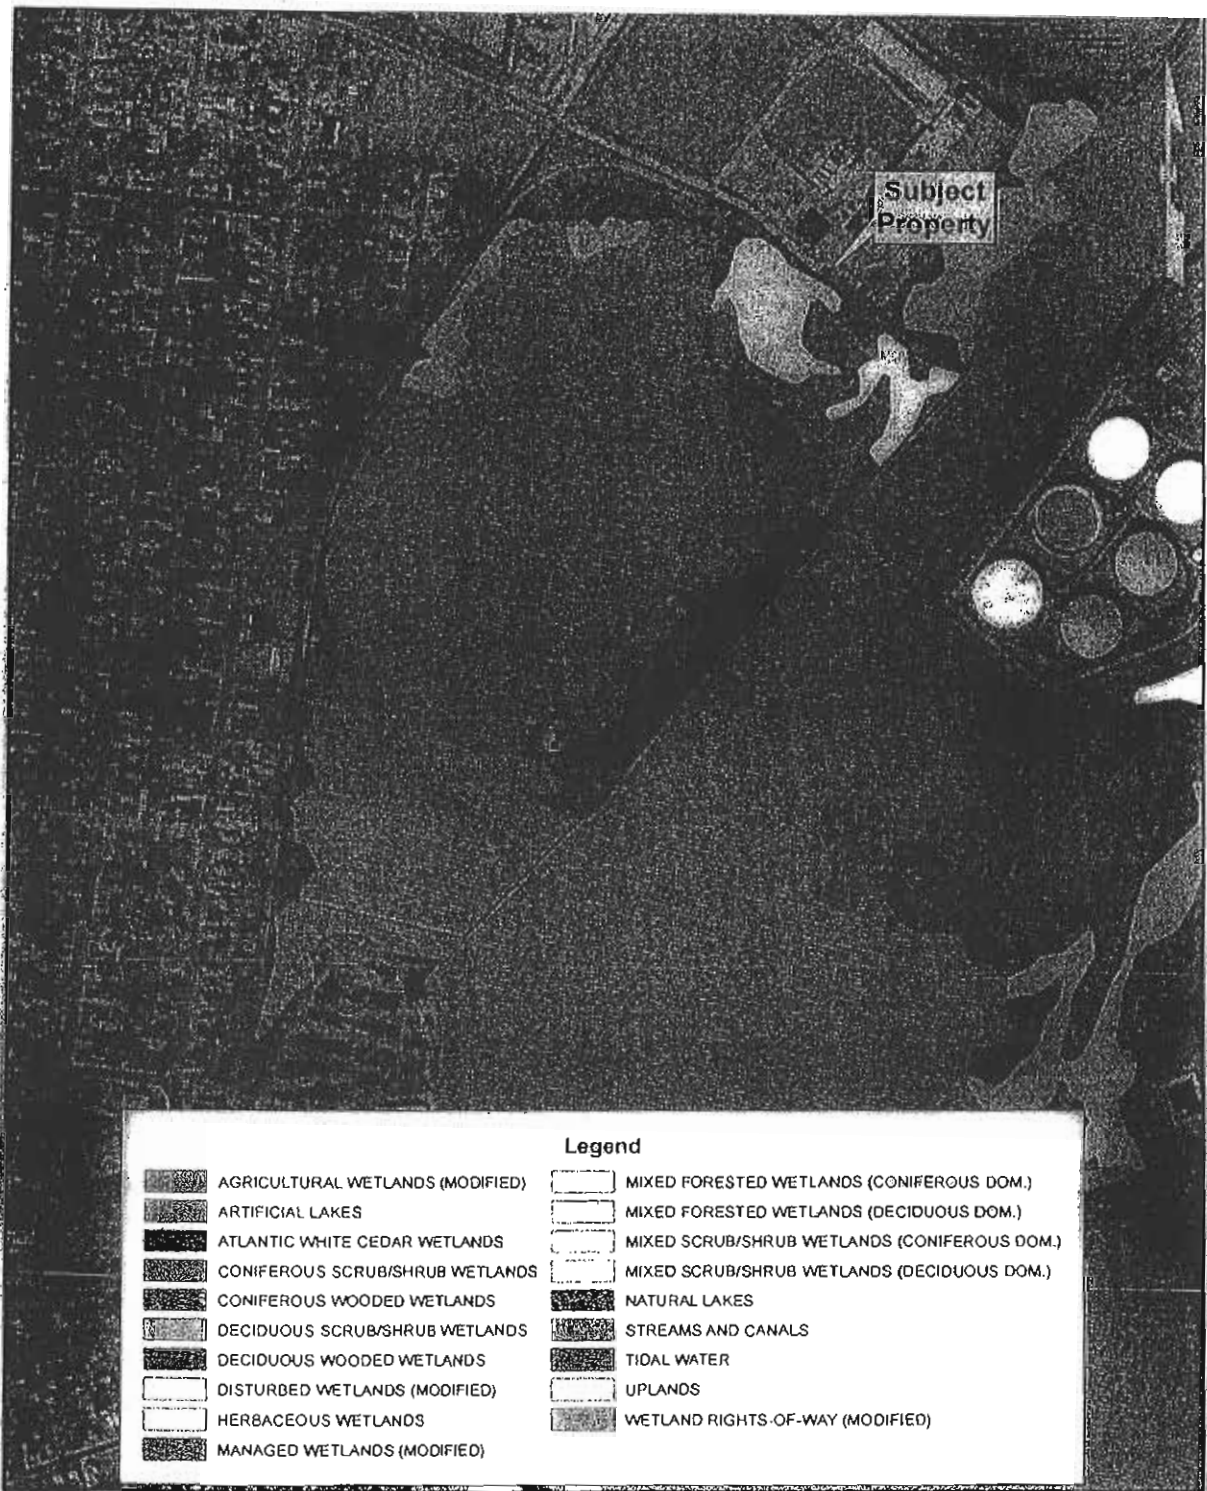 Subject
Property
Legend
AGRICULTURAL WETLANDS (MODIFIED)
ARTIFICIAL LAKES
ATLANTIC WHITE CEDAR WETLANDS
CONIFEROUS SCRUB/SHRUB WETLANDS
CONIFEROUS WOODED WETLANDS
DECIDUOUS SCRUB/SHRUB WETLANDS
DECIDUOUS WOODED WETLANDS
DISTURBED WETLANDS (MODIFIED)
HERBACEOUS WETLANDS
MANAGED WETLANDS (MODIFIED)
MIXED FORESTED WETLANDS (CONIFEROUS DOM.)
MIXED FORESTED WETLANDS (DECIDUOUS DOM.)
MIXED SCRUB/SHRUB WETLANDS (CONIFEROUS DOM.)
MIXED SCRUB/SHRUB WETLANDS (DECIDUOUS DOM.)
NATURAL LAKES
STREAMS AND CANALS
TIDAL WATER
UPLANDS
WETLAND RIGHTS-OF-WAY (MODIFIED)